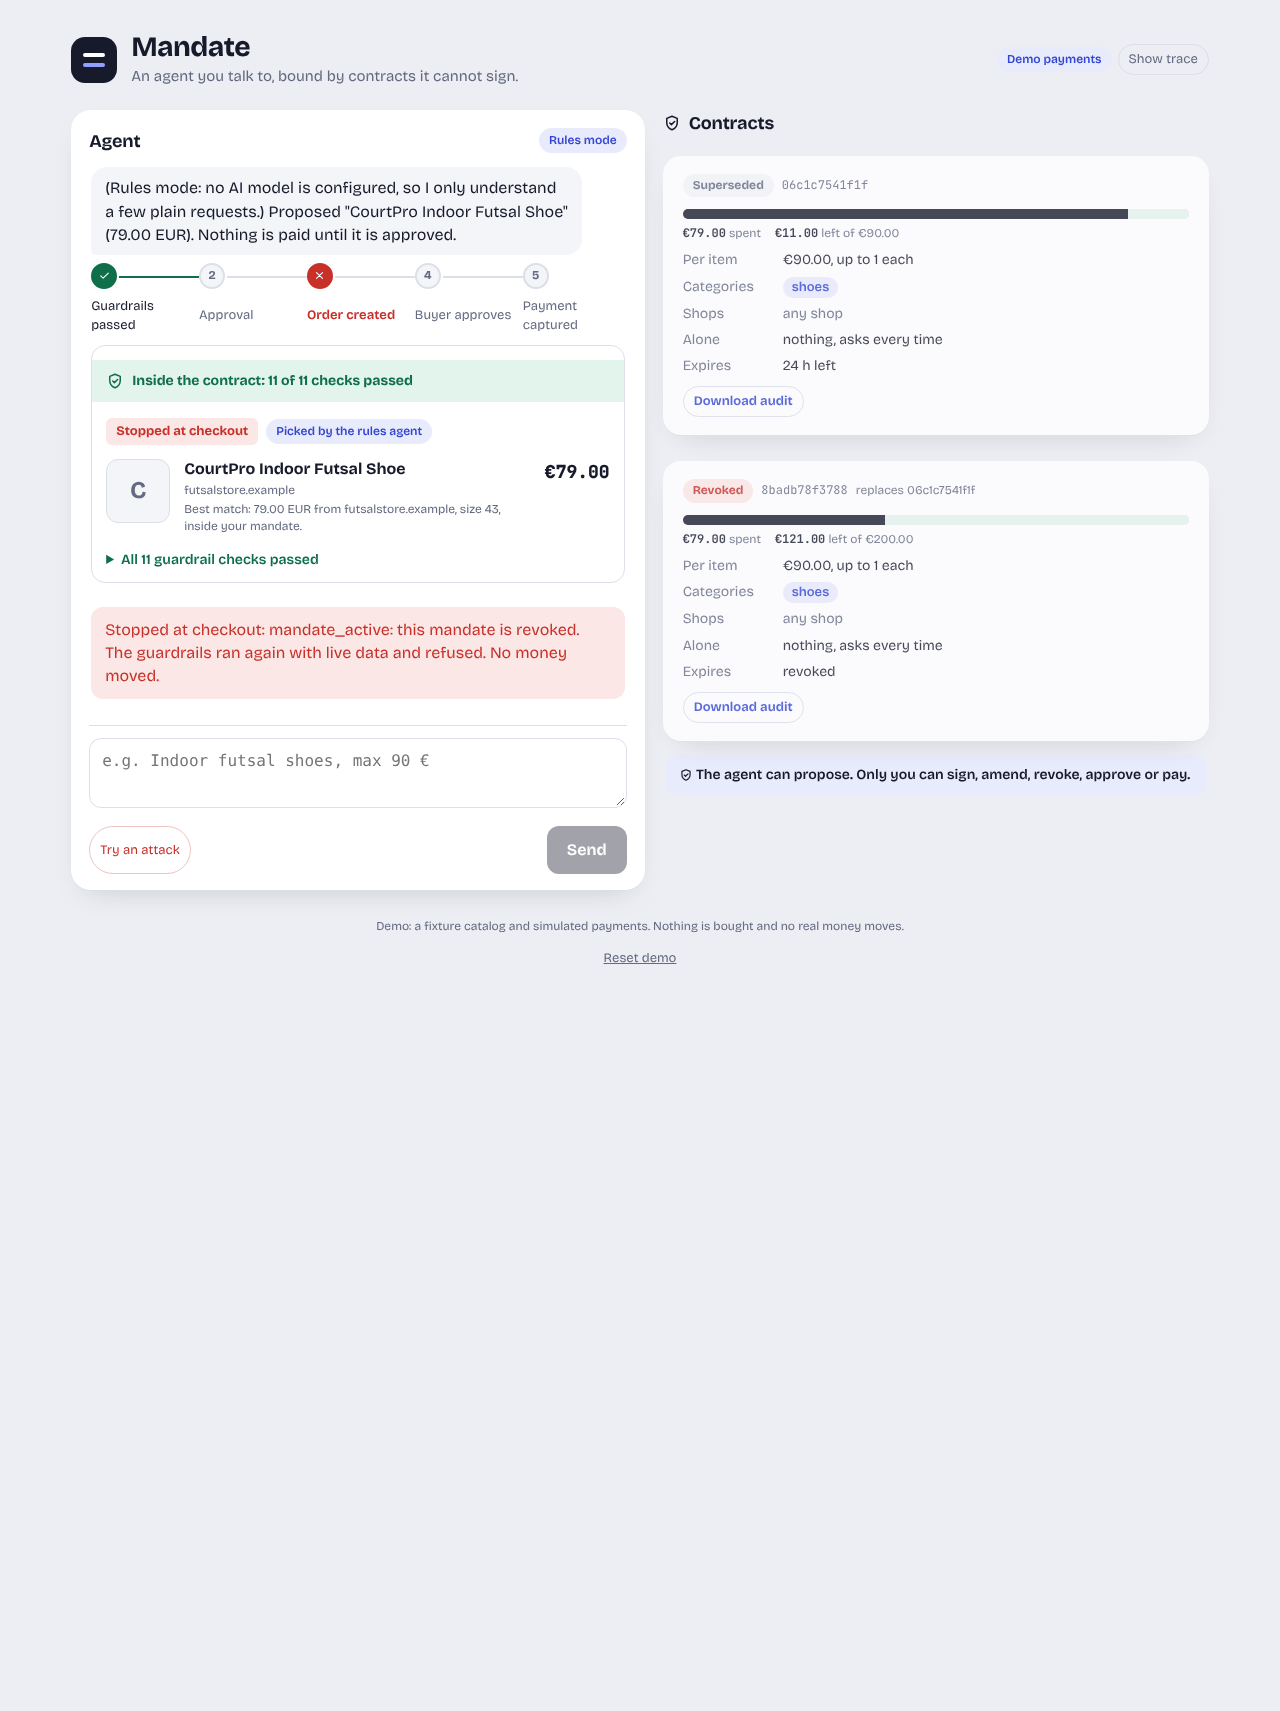 Mandate
An agent you talk to, bound by contracts it cannot sign.
Demo payments
Show trace
Agent
Rules mode
(Rules mode: no AI model is configured, so I only understand
a few plain requests.) Proposed "CourtPro Indoor Futsal Shoe"
(79.00 EUR). Nothing is paid until it is approved.
2
4
5
Guardrails
passed
Approval
Order created
Buyer approves
Payment
captured
Inside the contract: 11 of 11 checks passed
Stopped at checkout
Picked by the rules agent
C
CourtPro Indoor Futsal Shoe
€79.00
futsalstore.example
Best match: 79.00 EUR from futsalstore.example, size 43,
inside your mandate.
All 11 guardrail checks passed
Stopped at checkout: mandate_active: this mandate is revoked.
The guardrails ran again with live data and refused. No money
moved.
e.g. Indoor futsal shoes, max 90 €
Try an attack
Send
Contracts
Superseded
06c1c7541f1f
€79.00 spent €11.00 left of €90.00
Per item €90.00, up to 1 each
Categories shoes
Shops any shop
Alone nothing, asks every time
Expires 24 h left
Download audit
Revoked
8badb78f3788
replaces 06c1c7541f1f
€79.00 spent €121.00 left of €200.00
Per item €90.00, up to 1 each
Categories shoes
Shops any shop
Alone nothing, asks every time
Expires revoked
Download audit
The agent can propose. Only you can sign, amend, revoke, approve or pay.
Demo: a fixture catalog and simulated payments. Nothing is bought and no real money moves.
Reset demo